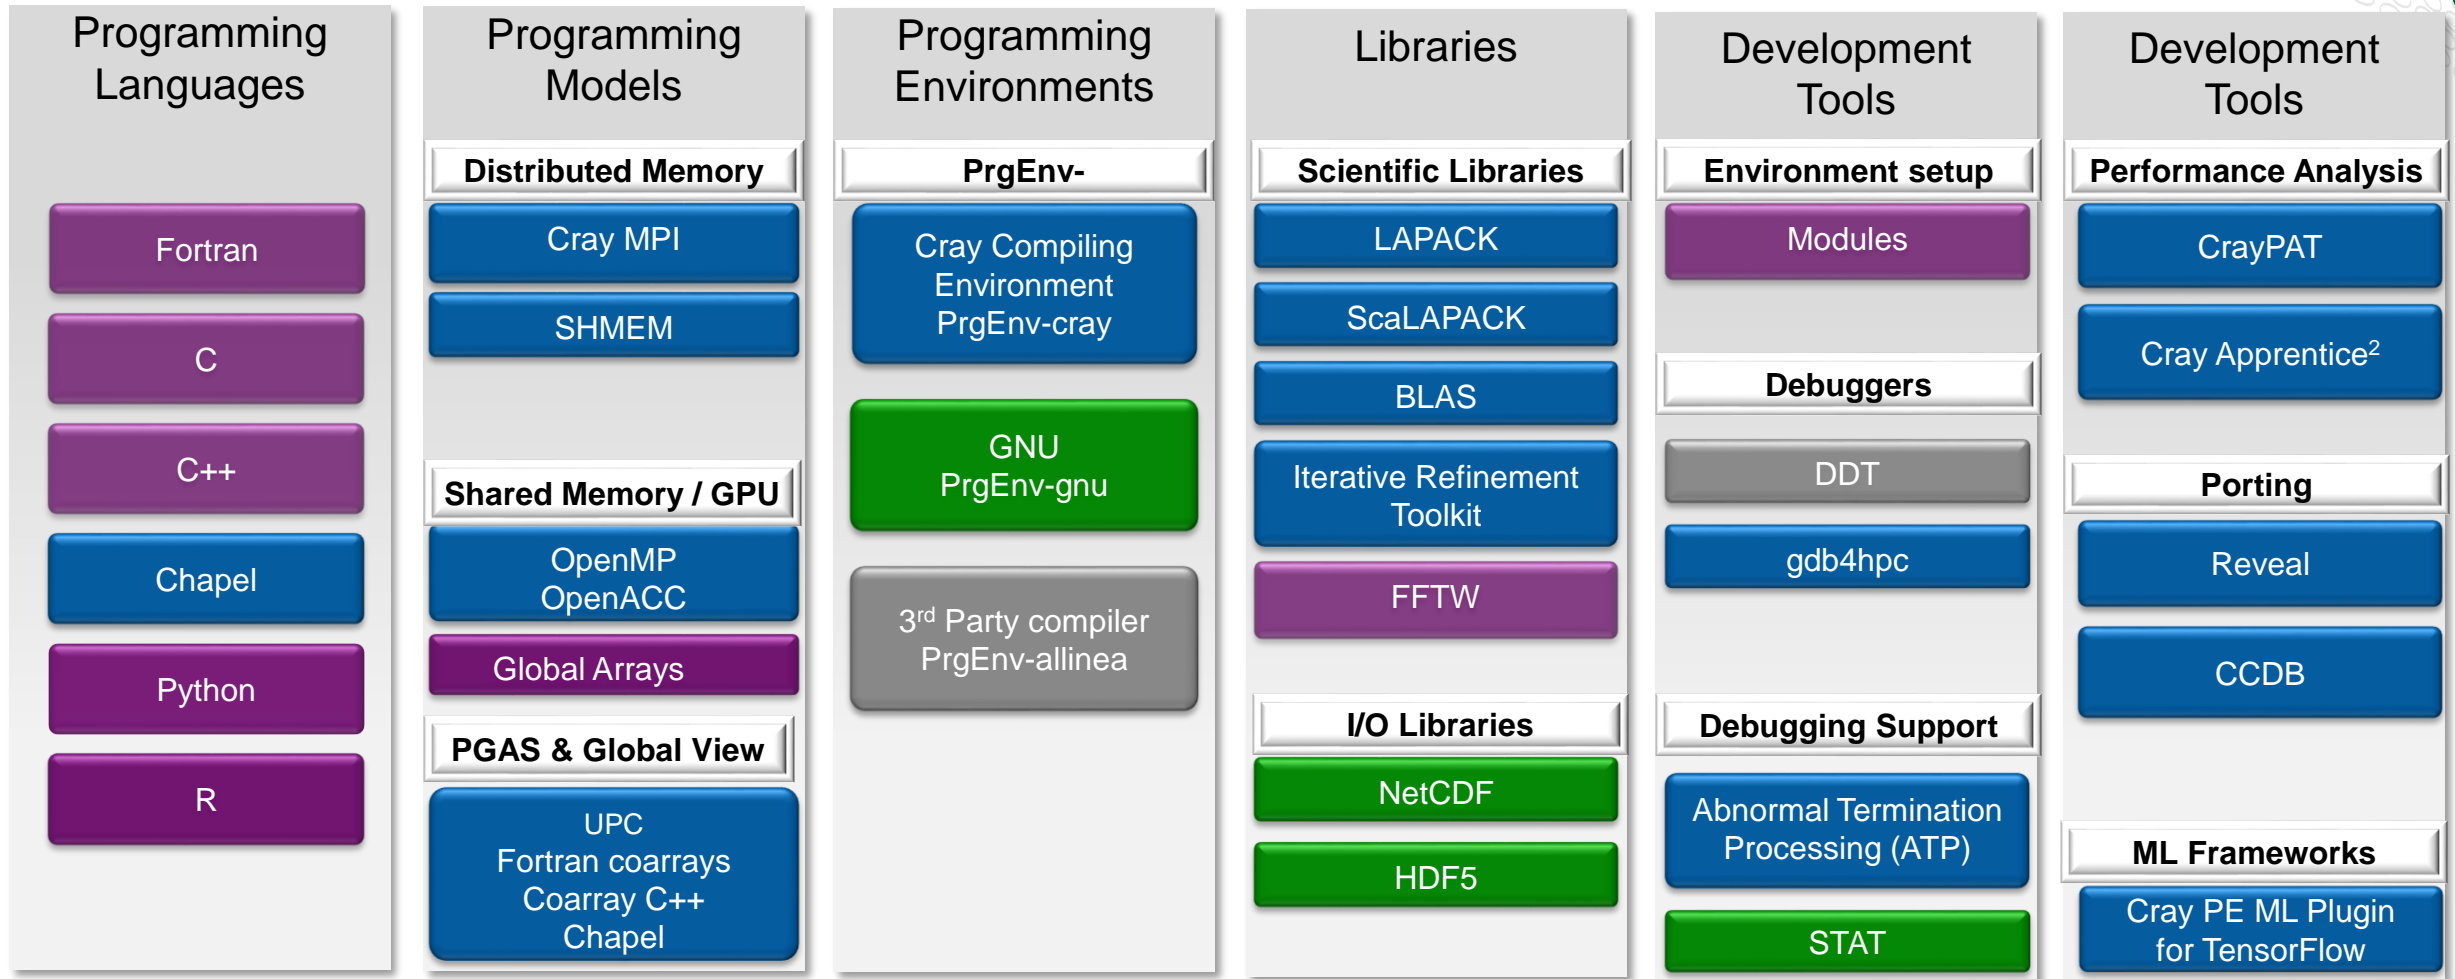 Programming
Languages
Fortran
C
C++
Chapel
Python
R
Programming
Models
Distributed Memory
Cray MPI
SHMEM
Shared Memory / GPU
OpenMP
OpenACC
Global Arrays
PGAS & Global View
UPC
Fortran coarrays
Coarray C++
Chapel
Programming
Environments
PrgEnv-
Cray Compiling
Environment
PrgEnv-cray
GNU
PrgEnv-gnu
3rd Party compiler
PrgEnv-allinea
Libraries
Scientific Libraries
LAPACK
ScaLAPACK
BLAS
Iterative Refinement
Toolkit
FFTW
I/O Libraries
NetCDF
HDF5
Development
Tools
Environment setup
Modules
Debuggers
DDT
gdb4hpc
Debugging Support
Abnormal Termination
Processing (ATP)
STAT
Development
Tools
Performance Analysis
CrayPAT
Cray Apprentice2
Porting
Reveal
CCDB
ML Frameworks
Cray PE ML Plugin
for TensorFlow